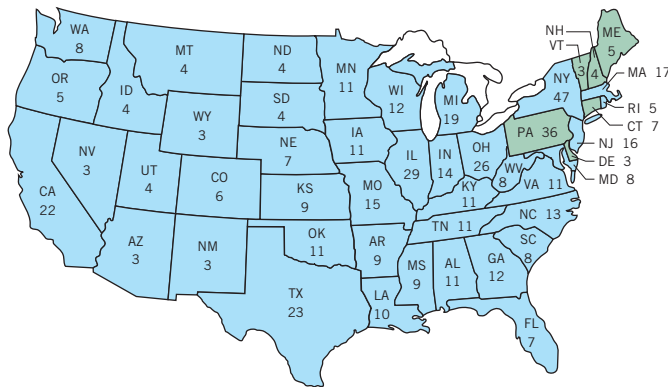 WA
8
OR
5
CA
22
NV
3
ID
4
MT
4
WY
3
UT
4
AZ
3
CO
6
NM
3
ND
4
SD
4
NE
7
KS
9
OK
11
TX
23
MN
11
IA
11
MO
15
AR
9
LA
10
WI
12
IL
29
MI
19
IN
14
OH
26
KY
11
TN 11
MS
9
AL
11
GA
12
FL
7
SC
8
NC 13
VA 11
WV
8
PA 36
NY
47
VT
3
NH
4
ME
5
MA 17
RI 5
CT 7
NJ 16
DE 3
MD 8